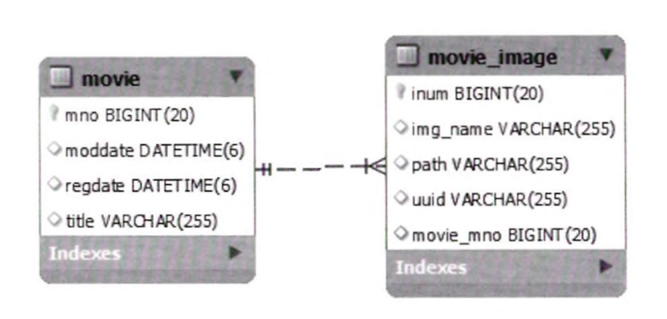 movie
mno BIGINT(20)
moddate DATETIME(6)
regdate DATETIME(6)
title VARCHAR(255)
Indexes
movie_image
inum BIGINT(20)
img_name VARCHAR(255)
path VARCHAR(255)
uuid VARCHAR(255)
movie_mno BIGINT(20)
Indexes